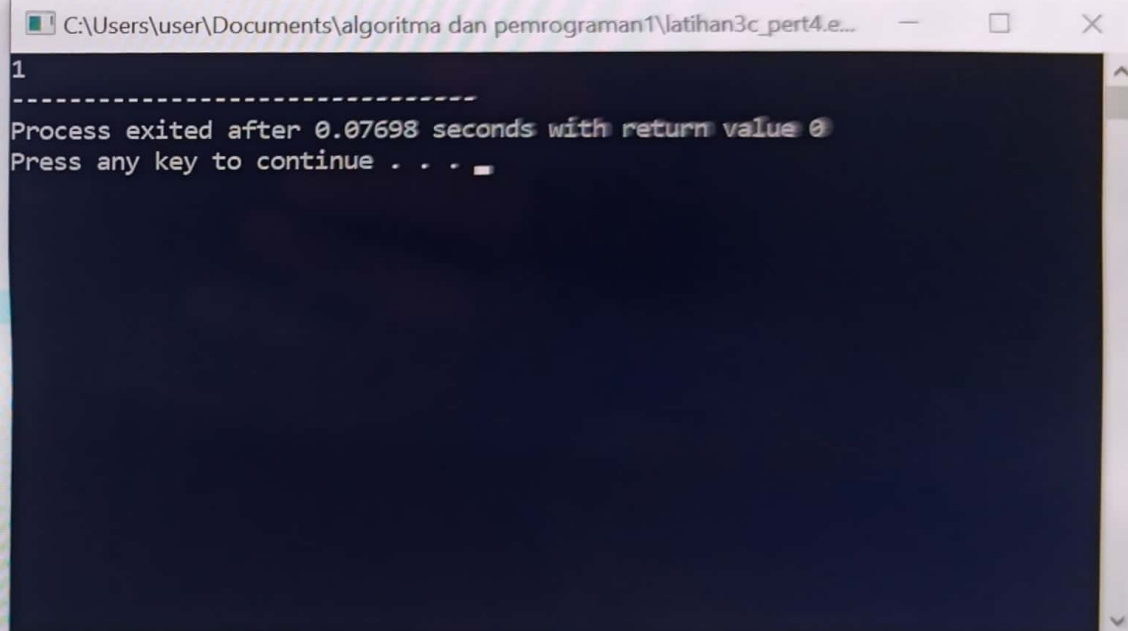 C:\Users\user\Documents\algoritma dan pemrograman1\latihan3c_pert4.e...
1
--------------------------------
Process exited after 0.07698 seconds with return value 0
Press any key to continue . . .